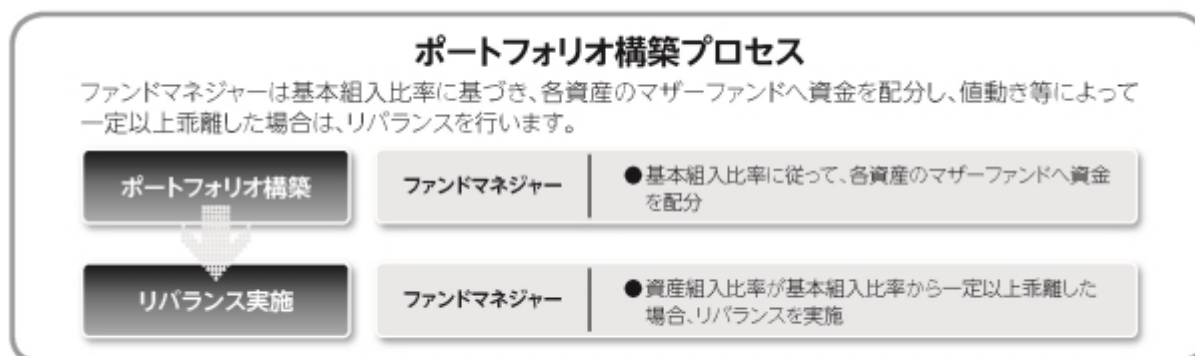 ポートフォリオ構築プロセス
ファンドマネジャーは基本組入比率に基づき、各資産のマザーファンドへ資金を配分し、値動き等によって
一定以上乖離した場合は、リバランスを行います。
ポートフォリオ構築
ファンドマネジャー
●基本組入比率に従って、各資産のマザーファンドへ資金
を配分
リバランス実施
ファンドマネジャー
●資産組入比率が基本組入比率から一定以上乖離した
場合、リバランスを実施